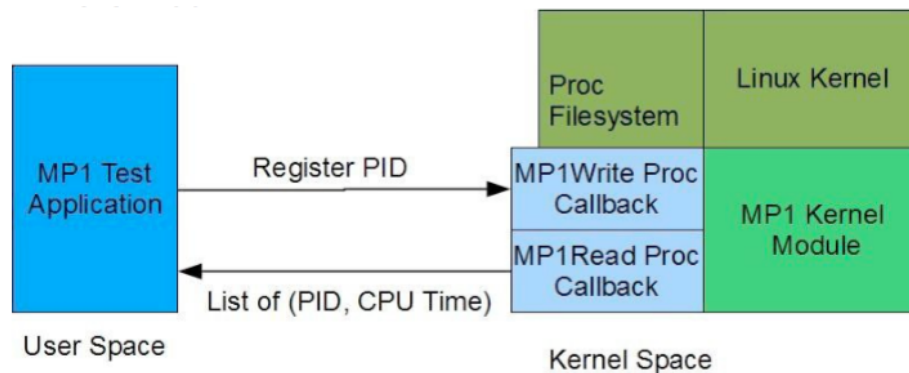 MP1 Test
Application
Register PID
List of (PID, CPU Time)
User Space
Proc
Filesystem
Linux Kernel
MP1Write Proc
Callback
MP1Read Proc
Callback
MP1 Kernel
Module
Kernel Space